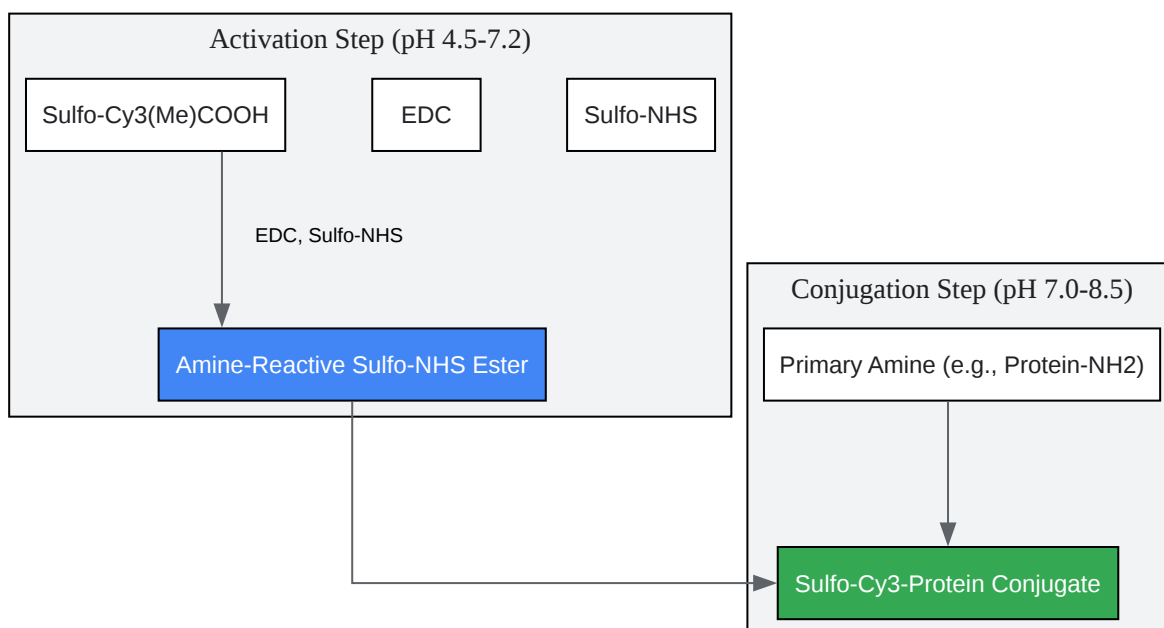 Activation Step (pH 4.5-7.2)
Sulfo-Cy3(Me)COOH
EDC
Sulfo-NHS
EDC, Sulfo-NHS
Amine-Reactive Sulfo-NHS Ester
Conjugation Step (pH 7.0-8.5)
Primary Amine (e.g., Protein-NH2)
Sulfo-Cy3-Protein Conjugate